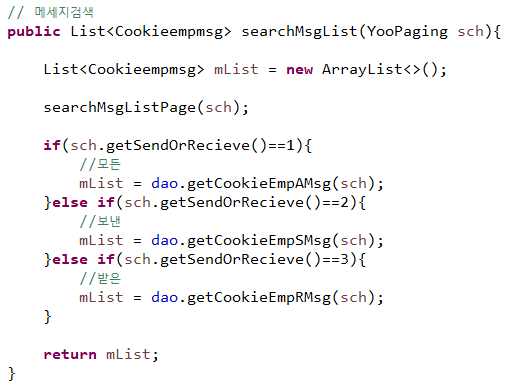 // 메세지검색
public List<Cookieempmsg> searchMsgList(YooPaging sch){
List<Cookieempmsg> mList = new ArrayList<>();
searchMsgListPage(sch);
if(sch.getSendOrRecieve()==1){
//모든
mList = dao.getCookieEmpAMsg(sch);
}else if(sch.getSendOrRecieve()==2){
//보낸
mList = dao.getCookieEmpSMsg(sch);
}else if(sch.getSendOrRecieve()==3){
//받은
mList = dao.getCookieEmpRMsg(sch);
}
return mList;
}